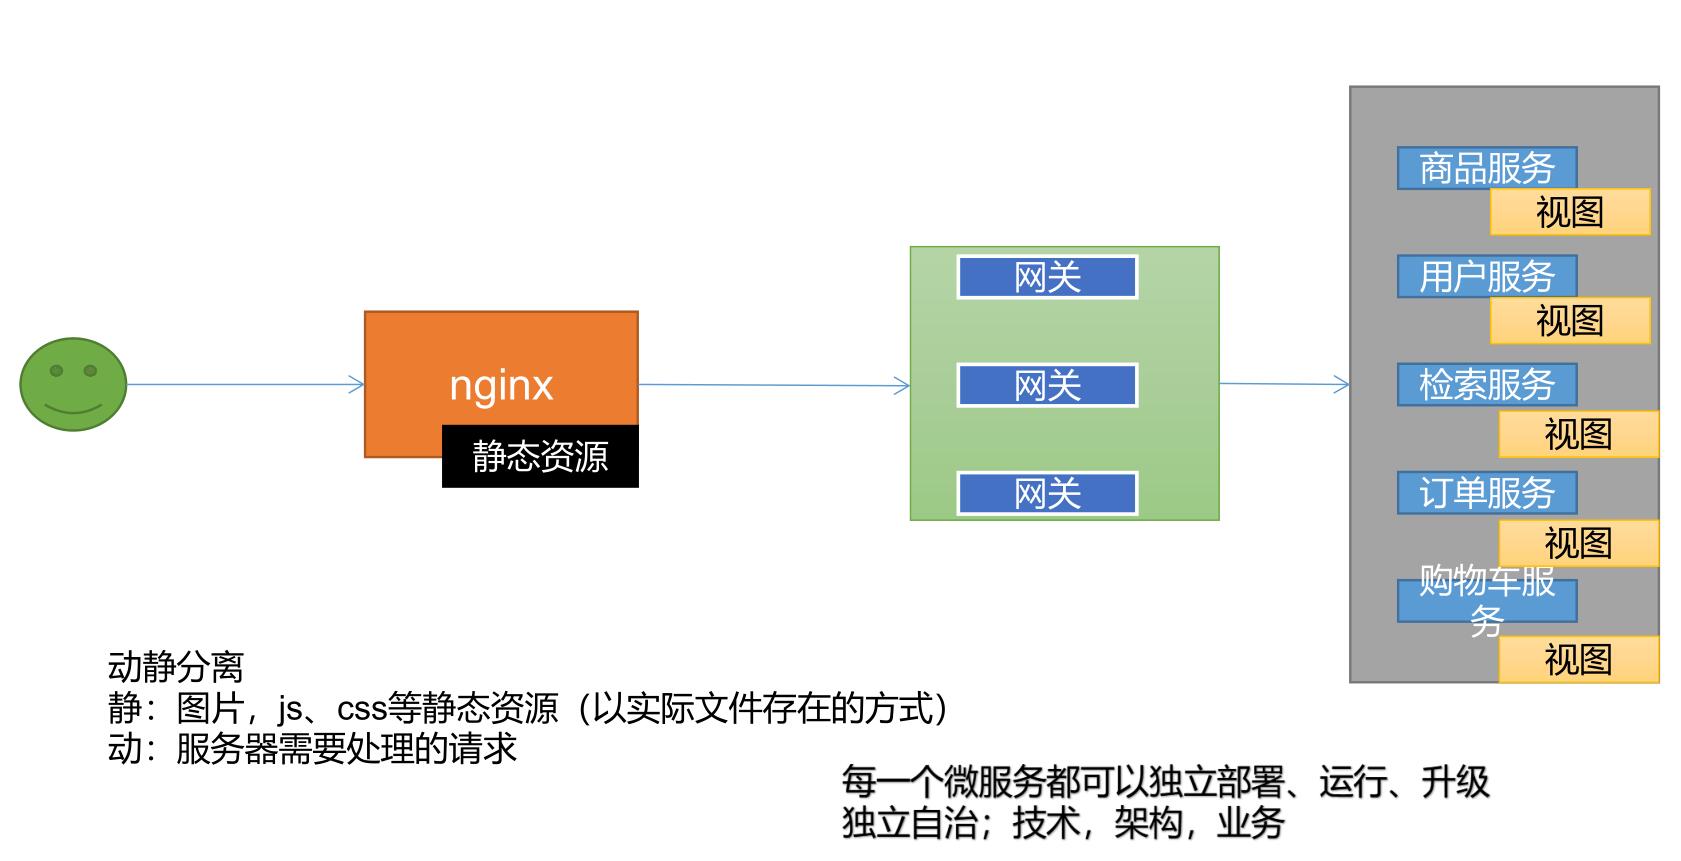 商品服务
视图
用户服务
视图
网关
nginx
静态资源
网关
检索服务
视图
网关
订单服务
视图
购物车服
务
视图
动静分离
静：图片，js、css等静态资源（以实际文件存在的方式）
动：服务器需要处理的请求
每一个微服务都可以独立部署、运行、升级
独立自治；技术，架构，业务